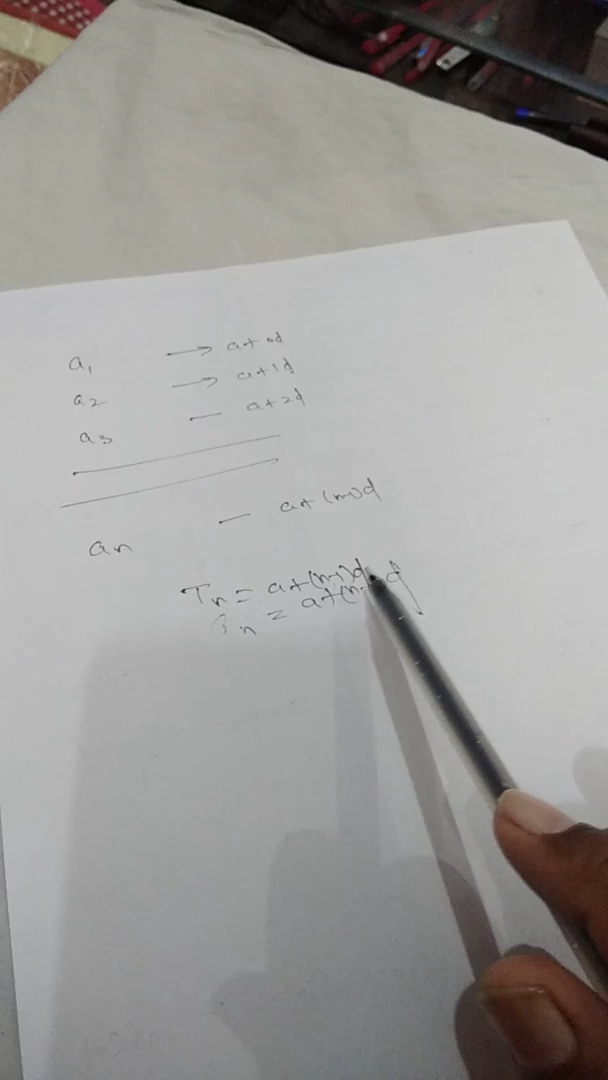 a₁ → a+0d
a₂ → a+1d
a₃ — a+2d
aₙ — a+(n-1)d
Tₙ = a+(n-1)d
ₙ = a+(n-